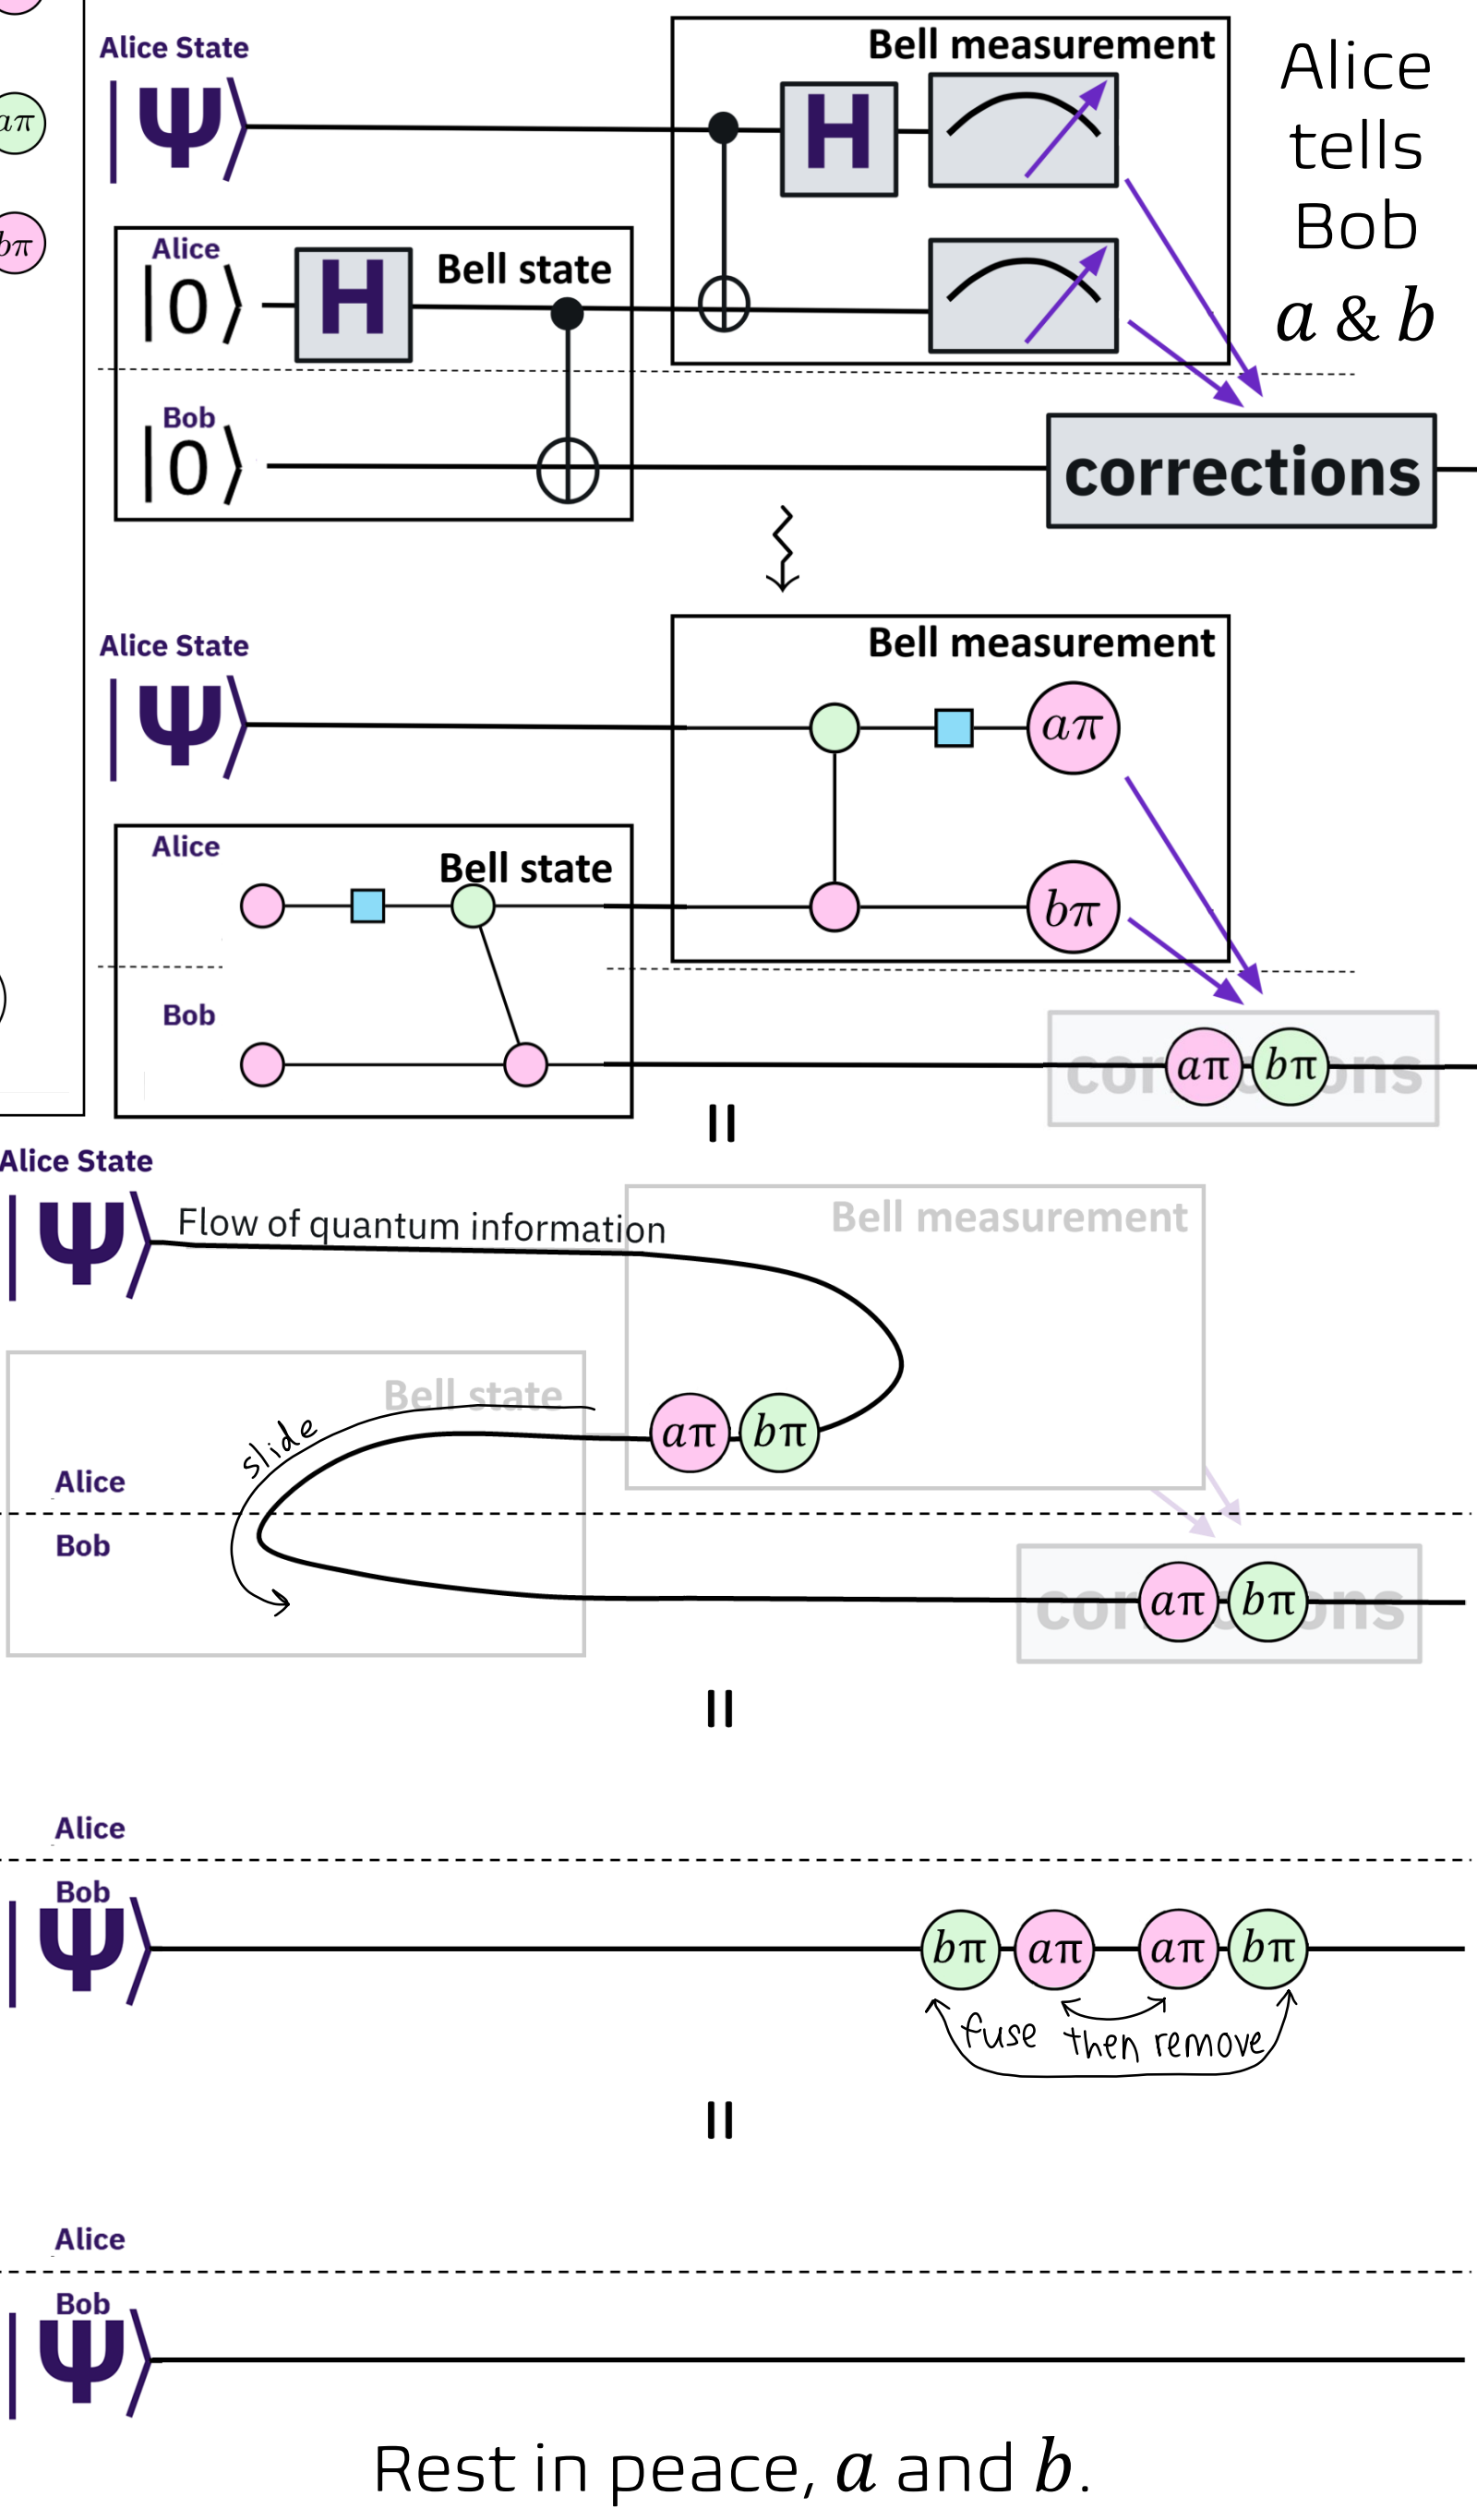 aπ
bπ
Alice State
|Ψ⟩
Bell measurement
H
Alice
tells
Bob
a & b
Alice
|0⟩
H
Bell state
Bob
|0⟩
corrections
Alice State
|Ψ⟩
Bell measurement
aπ
Alice
Bell state
bπ
Bob
aπ bπ
Alice State
|Ψ⟩
Flow of quantum information
Bell measurement
Bell state
slide
aπ bπ
Alice
Bob
aπ bπ
Alice
Bob
|Ψ⟩
bπ aπ aπ bπ
fuse then remove
Alice
Bob
|Ψ⟩
Rest in peace, a and b.